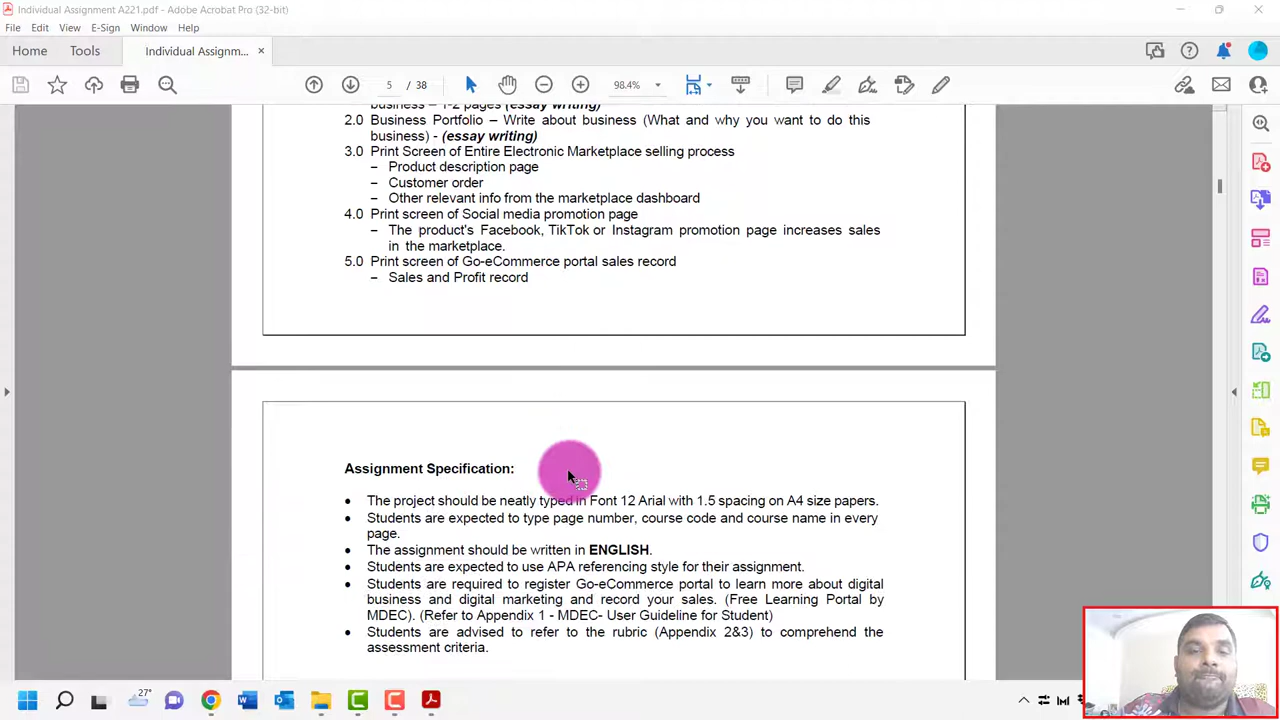 Individual Assignment A221.pdf - Adobe Acrobat Pro (32-bit)
File Edit View E-Sign Window Help
Home Tools Individual Assignm... ×
5 / 38 98.4%
business – 1-2 pages (essay writing)
2.0 Business Portfolio – Write about business (What and why you want to do this
business) - (essay writing)
3.0 Print Screen of Entire Electronic Marketplace selling process
– Product description page
– Customer order
– Other relevant info from the marketplace dashboard
4.0 Print screen of Social media promotion page
– The product's Facebook, TikTok or Instagram promotion page increases sales
in the marketplace.
5.0 Print screen of Go-eCommerce portal sales record
– Sales and Profit record
Assignment Specification:
• The project should be neatly typed in Font 12 Arial with 1.5 spacing on A4 size papers.
• Students are expected to type page number, course code and course name in every
page.
• The assignment should be written in ENGLISH.
• Students are expected to use APA referencing style for their assignment.
• Students are required to register Go-eCommerce portal to learn more about digital
business and digital marketing and record your sales. (Free Learning Portal by
MDEC). (Refer to Appendix 1 - MDEC- User Guideline for Student)
• Students are advised to refer to the rubric (Appendix 2&3) to comprehend the
assessment criteria.
27°